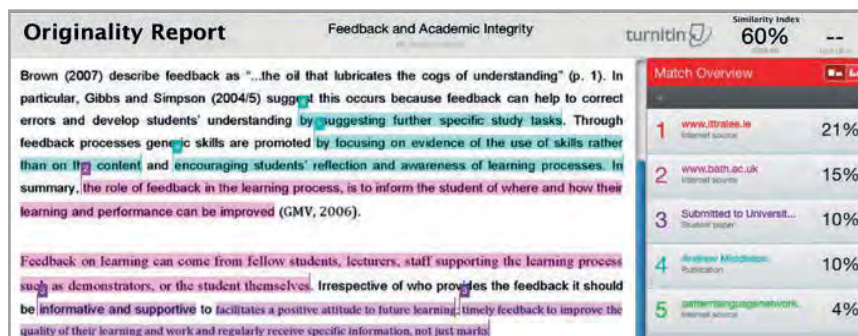 Originality Report
Feedback and Academic Integrity
turnitin
Similarity Index
60%
--
Brown (2007) describe feedback as "...the oil that lubricates the cogs of understanding" (p. 1). In
particular, Gibbs and Simpson (2004/5) suggest this occurs because feedback can help to correct
errors and develop students' understanding by suggesting further specific study tasks. Through
feedback processes generic skills are promoted by focusing on evidence of the use of skills rather
than on the content and encouraging students' reflection and awareness of learning processes. In
summary, the role of feedback in the learning process, is to inform the student of where and how their
learning and performance can be improved (GMV, 2006).
Feedback on learning can come from fellow students, lecturers, staff supporting the learning process
such as demonstrators, or the student themselves. Irrespective of who provides the feedback it should
be informative and supportive to facilitates a positive attitude to future learning; timely feedback to improve the
quality of their learning and work and regularly receive specific information, not just marks
Match Overview
1 www.ittralee.ie 21%
Internet source
2 www.bath.ac.uk 15%
Internet source
3 Submitted to Universit... 10%
Student paper
4 Andrew Middleton 10%
Publication
5 patternlanguagenetwork. 4%
Internet source